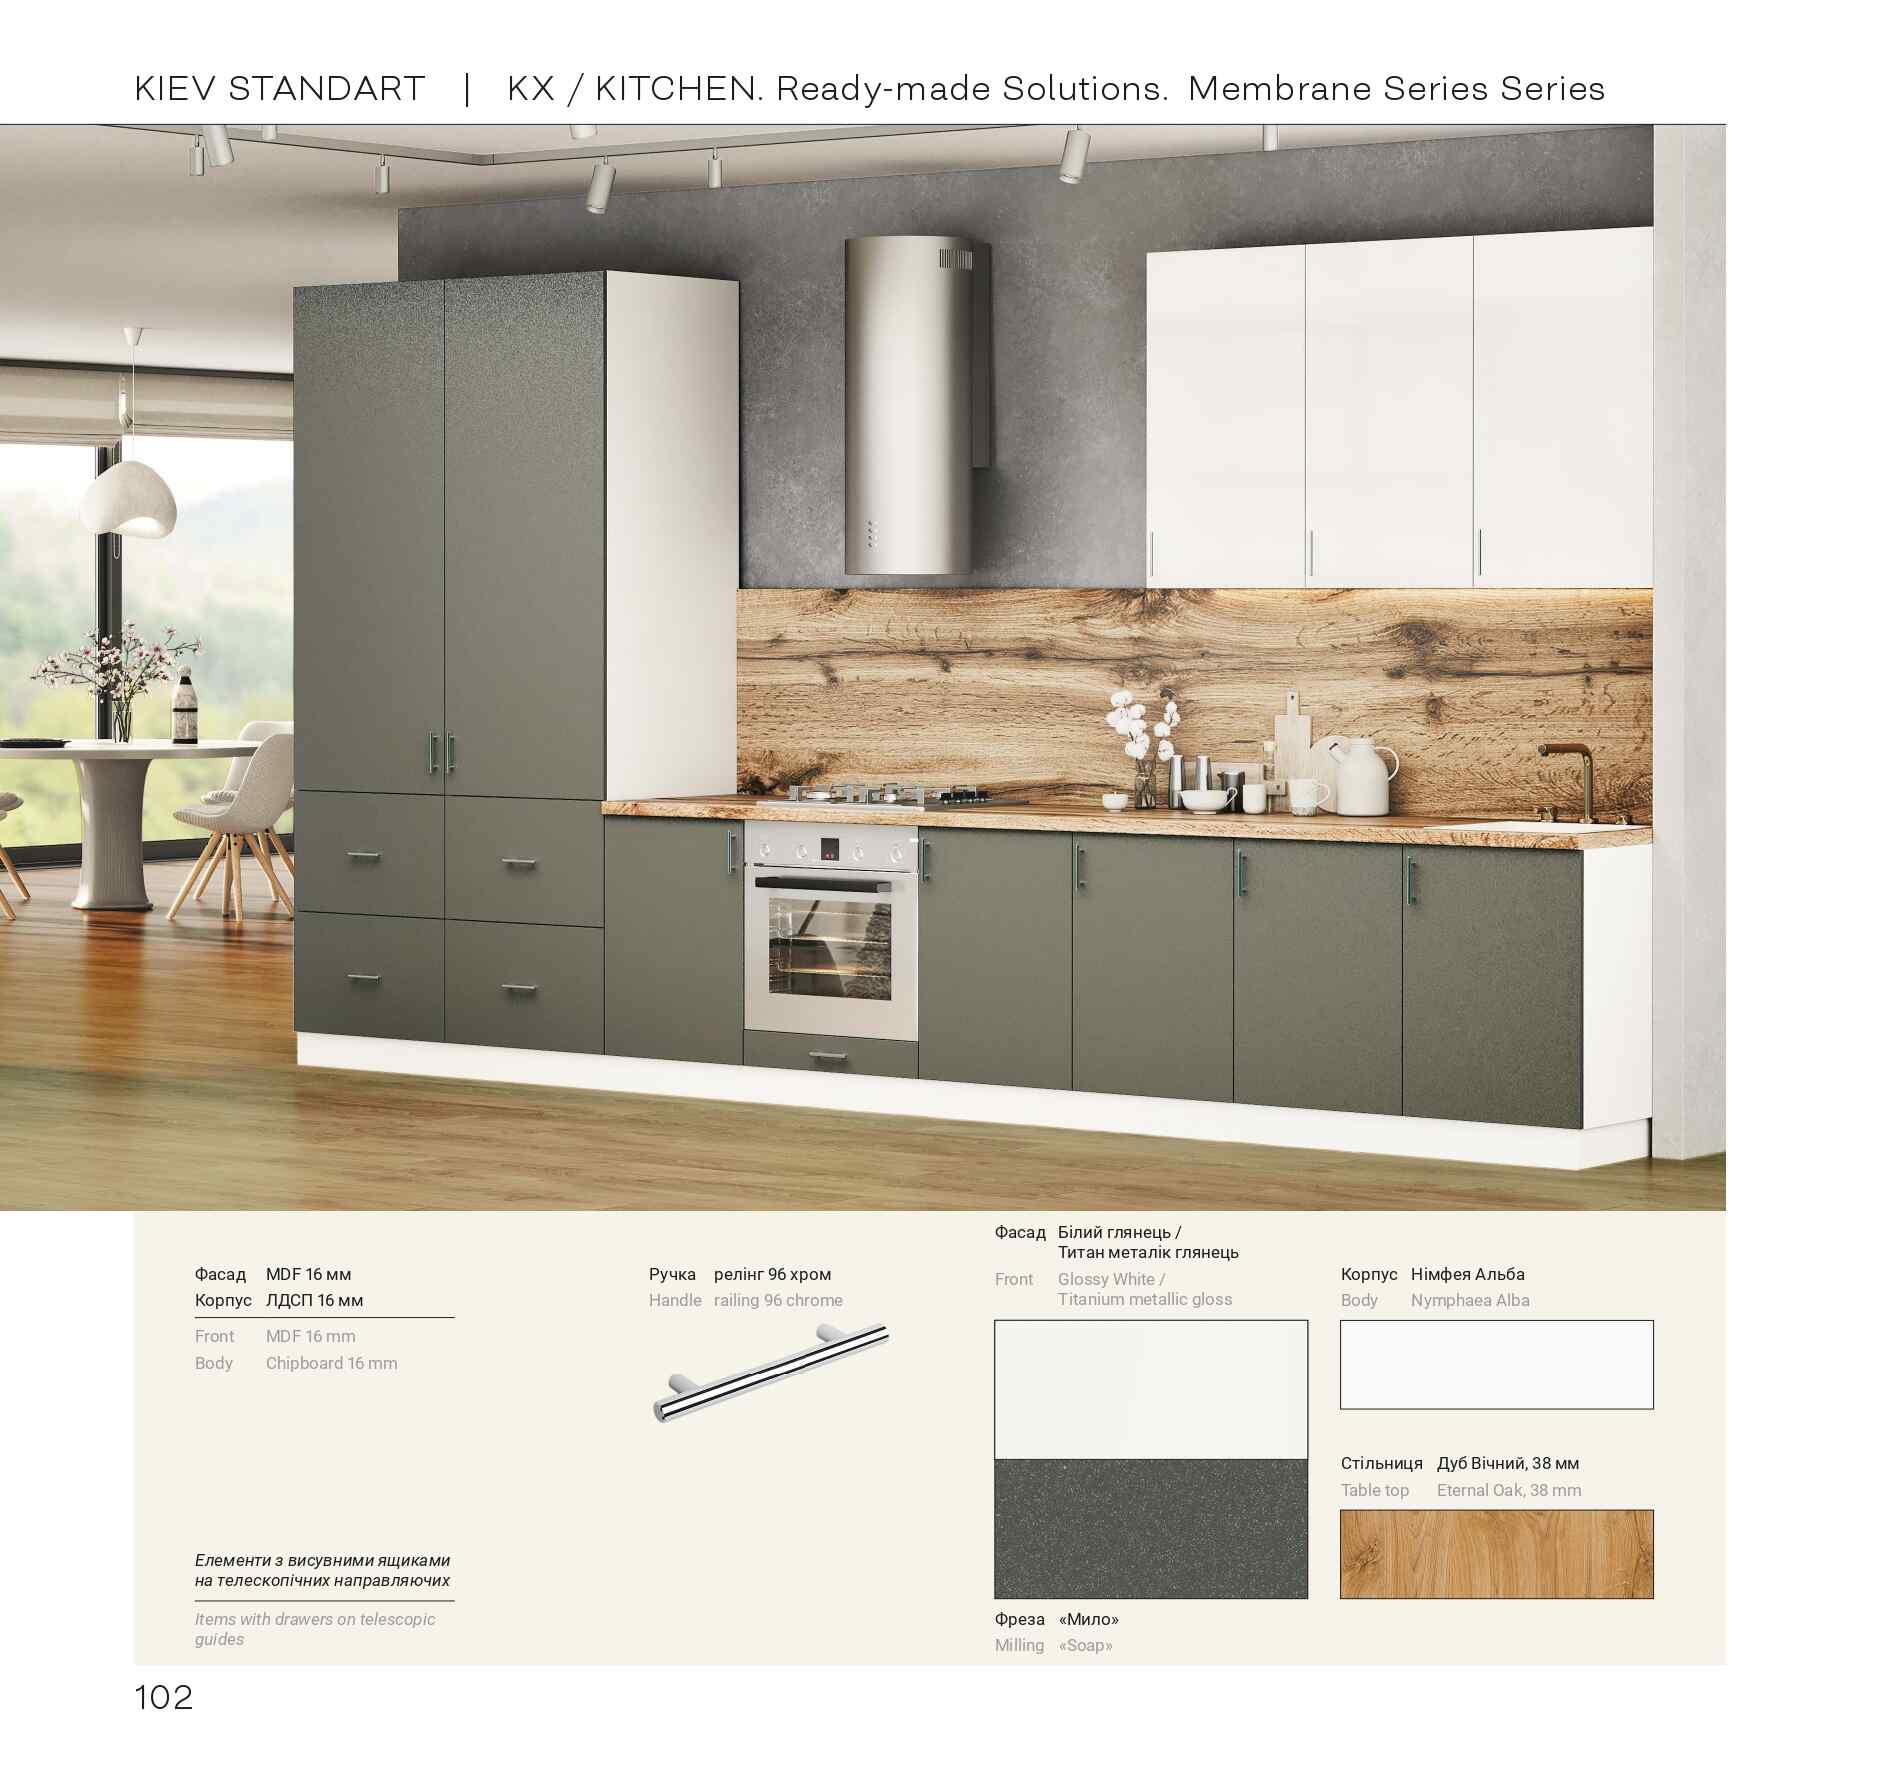 KIEV STANDART | KX / KITCHEN. Ready-made Solutions. Membrane Series Series
Фасад MDF 16 мм
Корпус ЛДСП 16 мм
Front MDF 16 mm
Body Chipboard 16 mm
Елементи з висувними ящиками
на телескопічних направляючих
Items with drawers on telescopic
guides
Ручка релінг 96 хром
Handle railing 96 chrome
Фасад Білий глянець /
Титан металік глянець
Front Glossy White /
Titanium metallic gloss
Фреза «Мило»
Milling «Soap»
Корпус Німфея Альба
Body Nymphaea Alba
Стільниця Дуб Вічний, 38 мм
Table top Eternal Oak, 38 mm
102